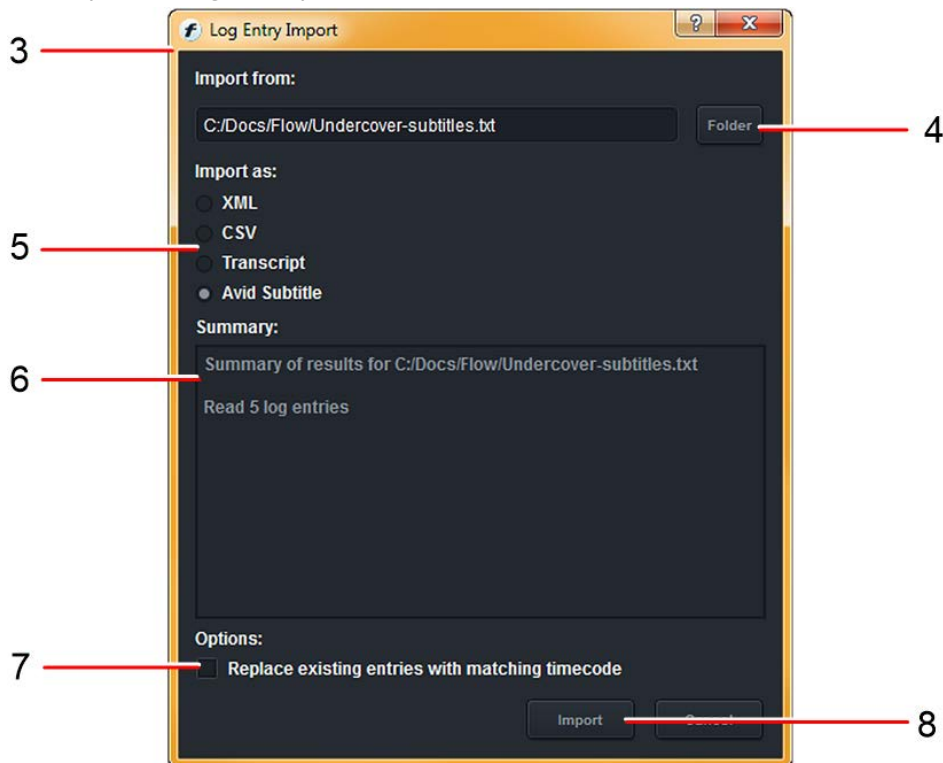 Log Entry Import
3
Import from:
C:/Docs/Flow/Undercover-subtitles.txt
Folder
4
Import as:
XML
CSV
5
Transcript
Avid Subtitle
Summary:
Summary of results for C:/Docs/Flow/Undercover-subtitles.txt
6
Read 5 log entries
Options:
7
Replace existing entries with matching timecode
Import
Cancel
8